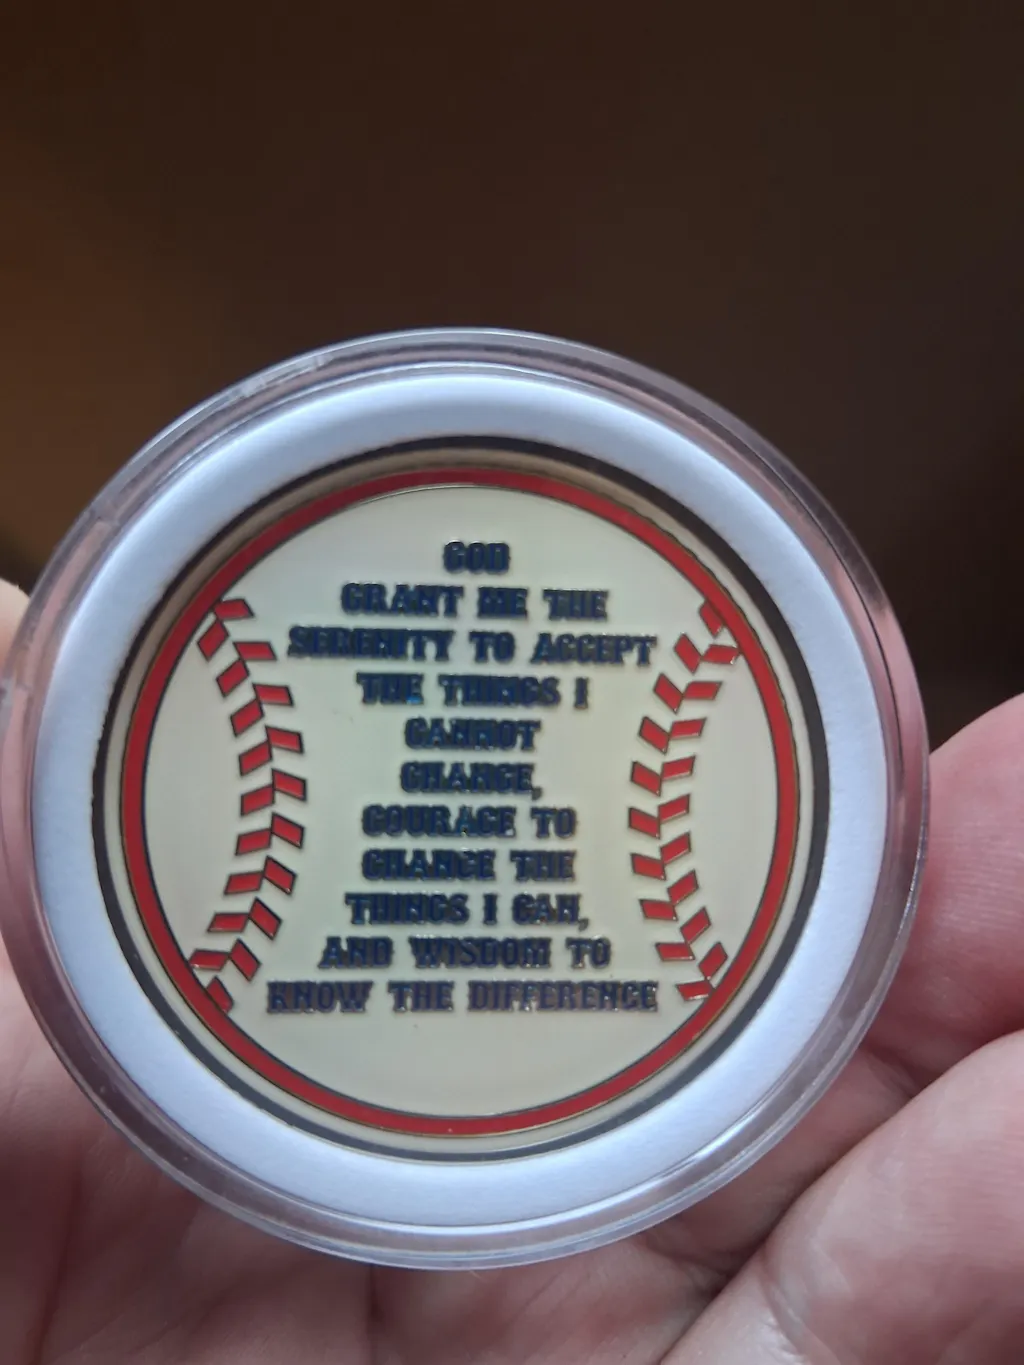 GOD
GRANT ME THE
SERENITY TO ACCEPT
THE THINGS I
CANNOT
CHANGE,
COURAGE TO
CHANGE THE
THINGS I CAN,
AND WISDOM TO
KNOW THE DIFFERENCE